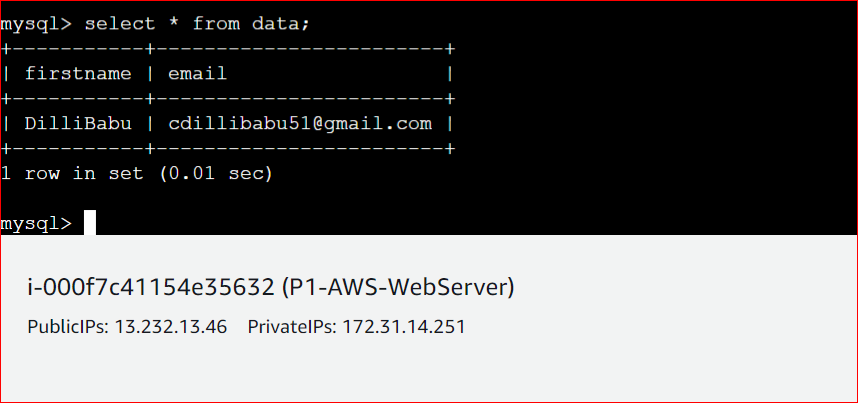 mysql> select * from data;
+-----------+-------------------------+
| firstname | email                   |
+-----------+-------------------------+
| DilliBabu | cdillibabu51@gmail.com |
+-----------+-------------------------+
1 row in set (0.01 sec)
mysql>
i-000f7c41154e35632 (P1-AWS-WebServer)
PublicIPs: 13.232.13.46 PrivateIPs: 172.31.14.251